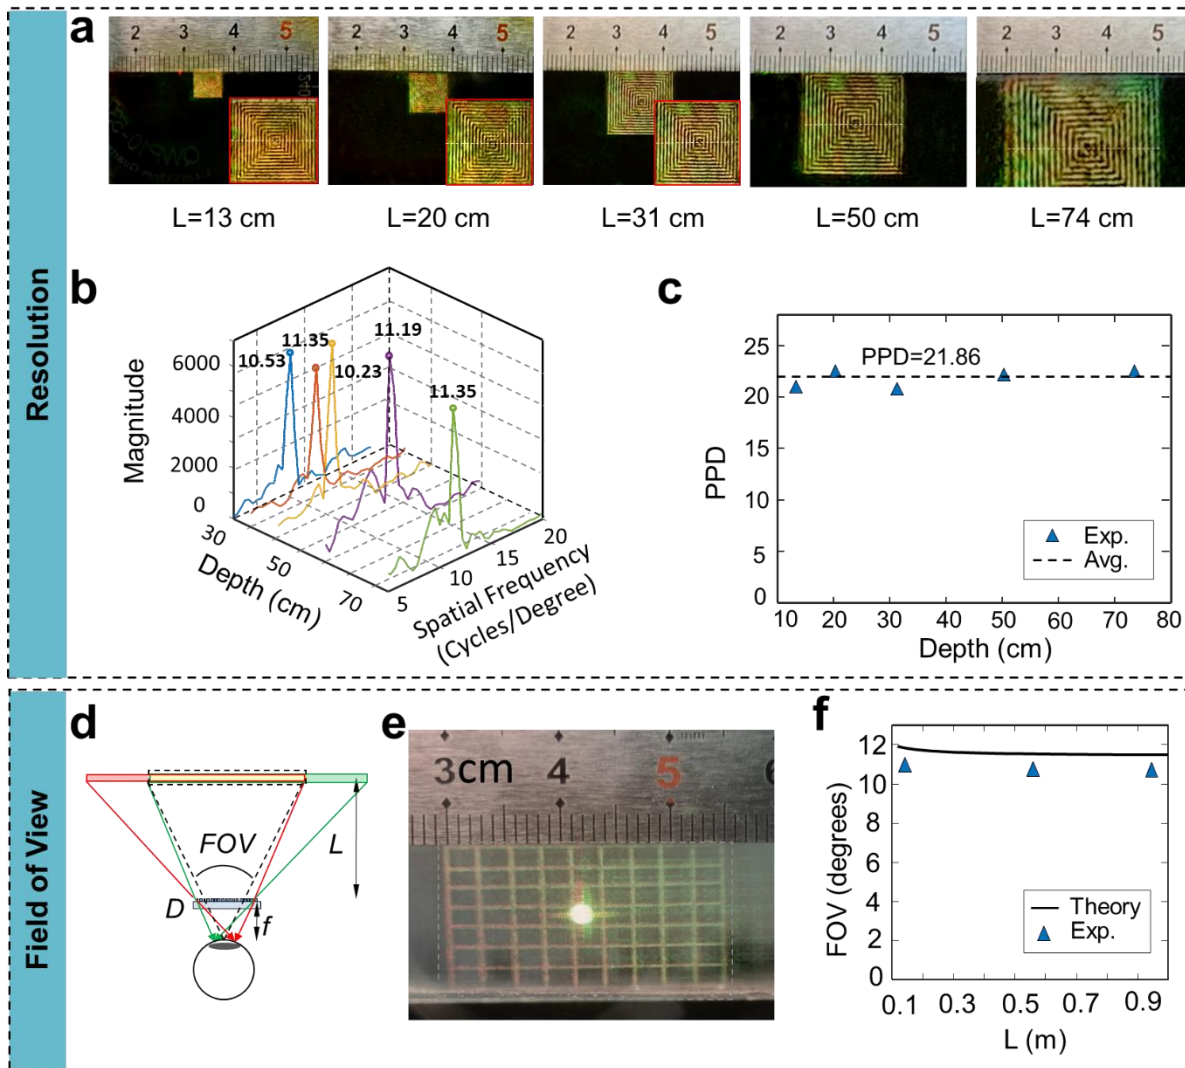 Resolution
a
2 3 4 5
2 3 4 5
2 3 4 5
2 3 4 5
2 3 4 5
L=13 cm
L=20 cm
L=31 cm
L=50 cm
L=74 cm
b
Magnitude
6000
4000
2000
0
10.53
11.35
10.23
11.19
11.35
30
50
70
Depth (cm)
5
10
15
20
Spatial Frequency
(Cycles/Degree)
c
PPD
25
20
15
10
5
0
PPD=21.86
Exp.
Avg.
10 20 30 40 50 60 70 80
Depth (cm)
Field of View
d
FOV
L
D
f
e
3cm 4 5
f
FOV (degrees)
12
10
8
6
4
2
0
Theory
Exp.
0.1 0.3 0.5 0.7 0.9
L (m)